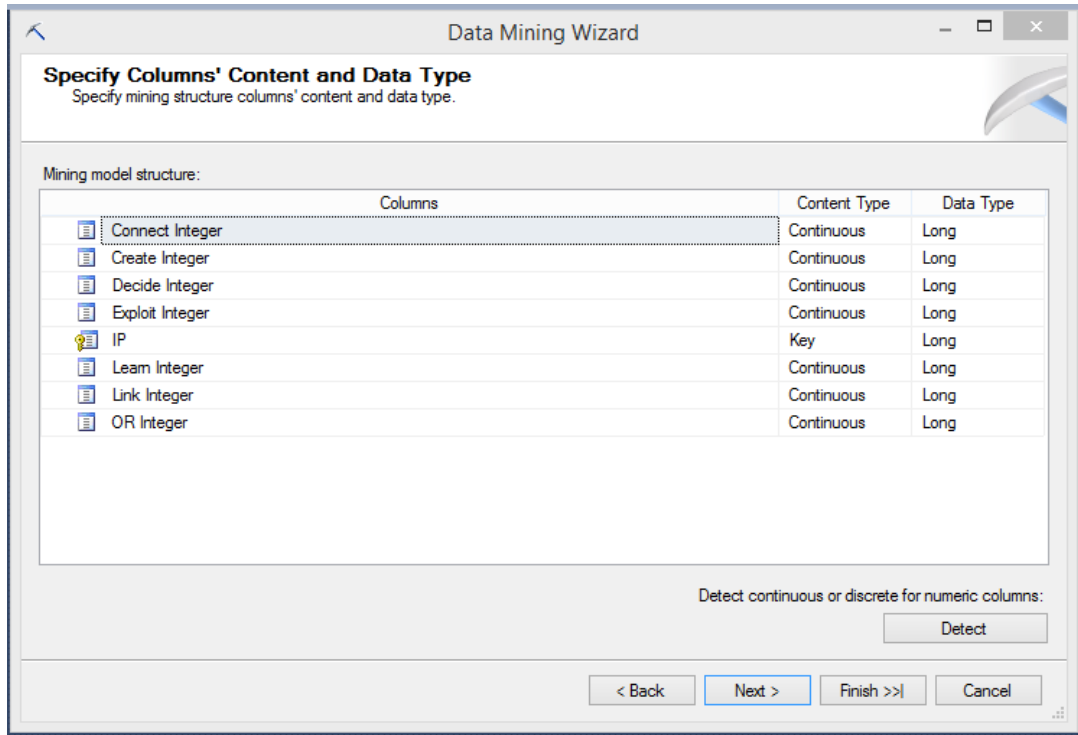 Data Mining Wizard
Specify Columns' Content and Data Type
Specify mining structure columns' content and data type.
Mining model structure:
Columns Content Type Data Type
Connect Integer Continuous Long
Create Integer Continuous Long
Decide Integer Continuous Long
Exploit Integer Continuous Long
IP Key Long
Learn Integer Continuous Long
Link Integer Continuous Long
OR Integer Continuous Long
Detect continuous or discrete for numeric columns:
Detect
< Back Next > Finish >>| Cancel